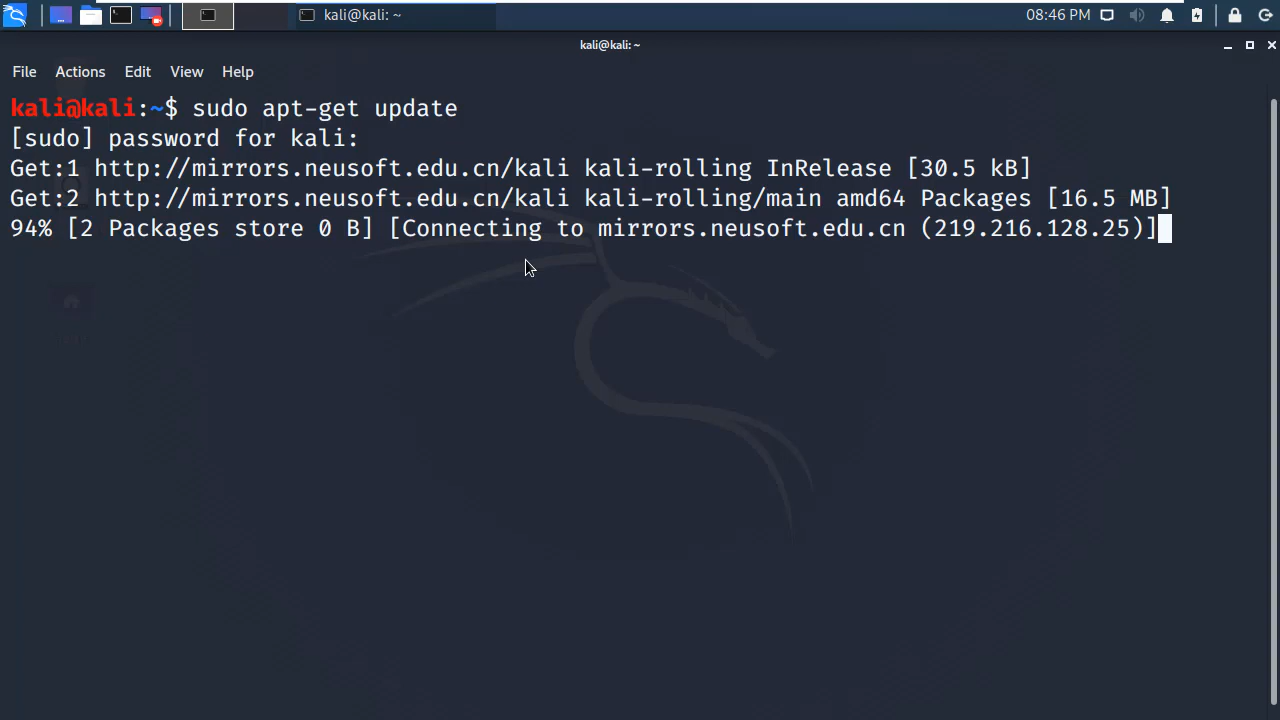 kali@kali: ~
08:46 PM
kali@kali: ~
File Actions Edit View Help
kali@kali:~$ sudo apt-get update
[sudo] password for kali:
Get:1 http://mirrors.neusoft.edu.cn/kali kali-rolling InRelease [30.5 kB]
Get:2 http://mirrors.neusoft.edu.cn/kali kali-rolling/main amd64 Packages [16.5 MB]
94% [2 Packages store 0 B] [Connecting to mirrors.neusoft.edu.cn (219.216.128.25)]